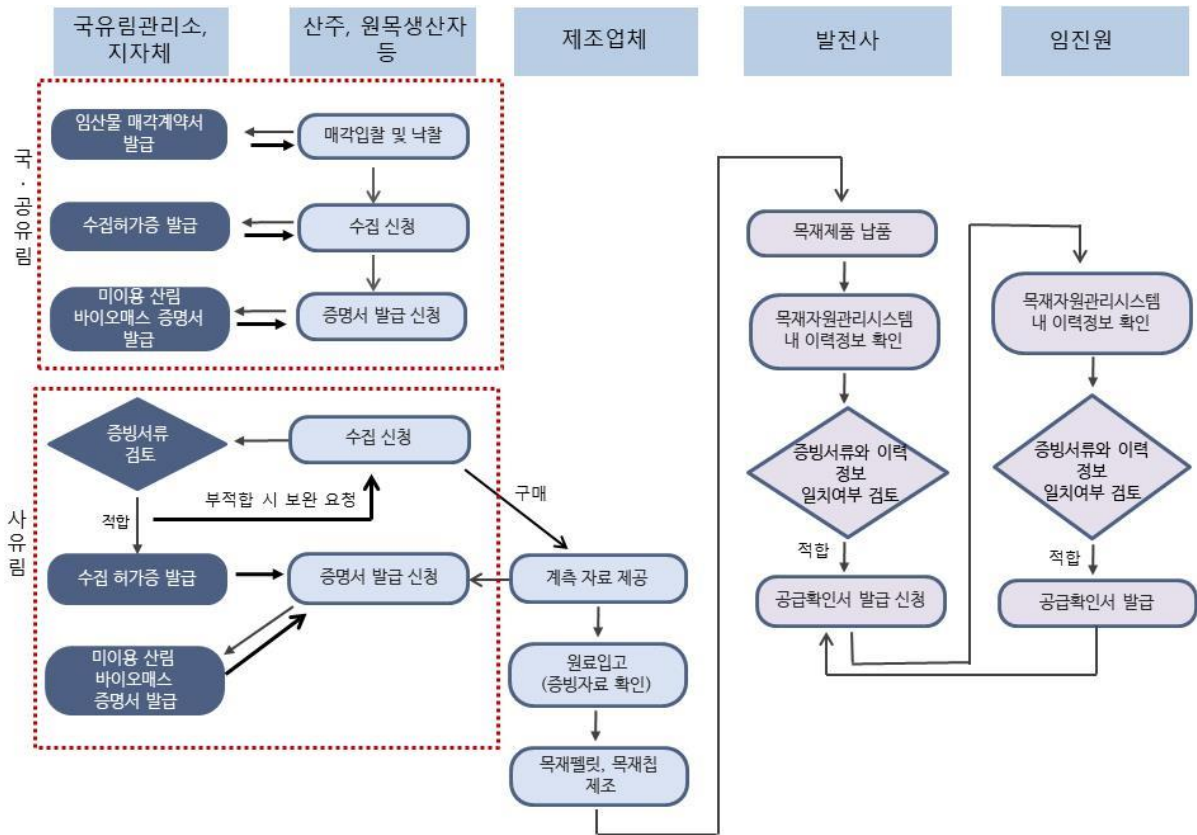 국유림관리소,
지자체
산주, 원목생산자
등
제조업체
발전사
임진원
국·공유림
임산물 매각계약서
발급
매각입찰 및 낙찰
수집허가증 발급
수집 신청
미이용 산림
바이오매스 증명서
발급
증명서 발급 신청
사유림
증빙서류
검토
수집 신청
부적합 시 보완 요청
적합
구매
수집 허가증 발급
증명서 발급 신청
계측 자료 제공
미이용 산림
바이오매스
증명서 발급
원료입고
(증빙자료 확인)
목재펠릿, 목재칩
제조
목재제품 납품
목재자원관리시스템
내 이력정보 확인
증빙서류와 이력
정보
일치여부 검토
적합
공급확인서 발급 신청
목재자원관리시스템
내 이력정보 확인
증빙서류와 이력
정보
일치여부 검토
적합
공급확인서 발급